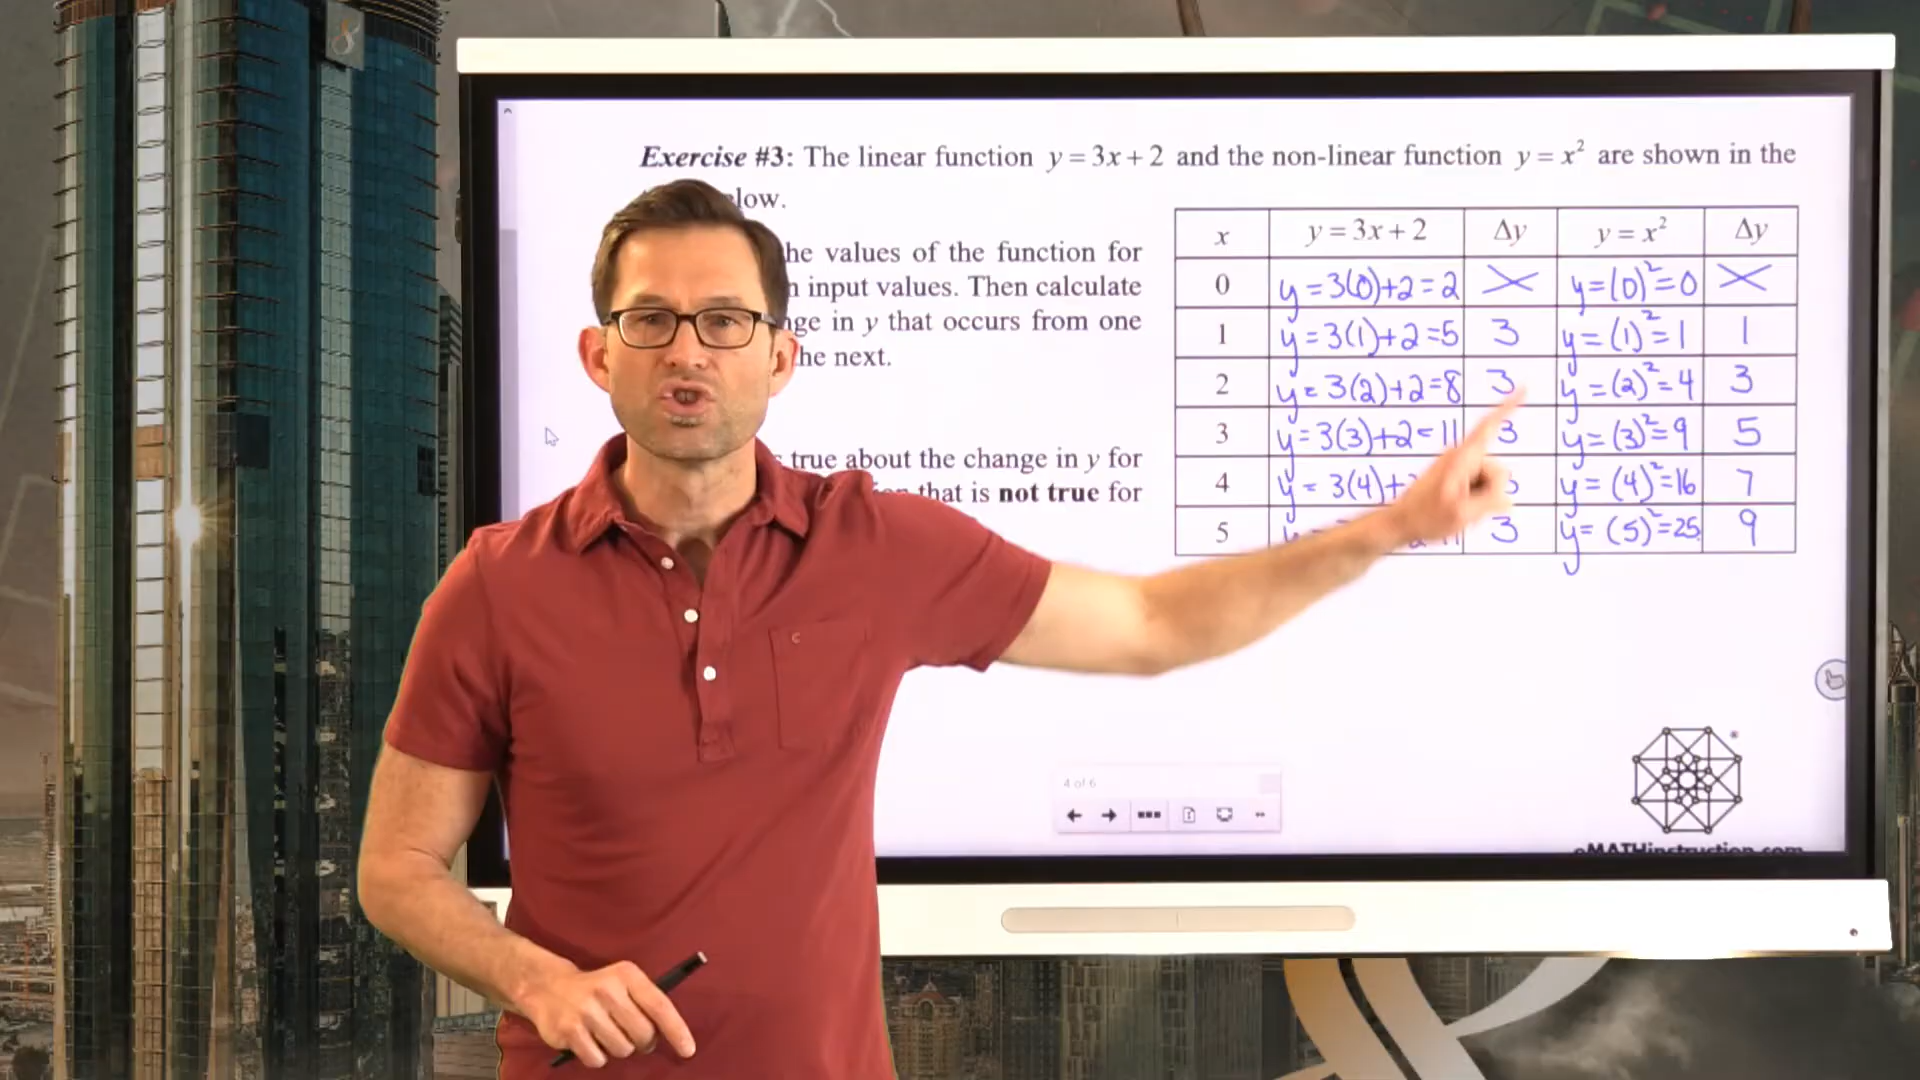 Exercise #3: The linear function y = 3x + 2 and the non-linear function y = x² are shown in the
low.
he values of the function for
input values. Then calculate
ge in y that occurs from one
he next.
true about the change in y for
that is not true for
x y = 3x + 2 Δy y = x² Δy
0 y = 3(0)+2 = 2 X y = (0)² = 0 X
1 y = 3(1)+2 = 5 3 y = (1)² = 1 1
2 y = 3(2)+2 = 8 3 y = (2)² = 4 3
3 y = 3(3)+2 = 11 3 y = (3)² = 9 5
4 y = 3(4)+ y = (4)² = 16 7
5 3 y = (5)² = 25 9
4 of 6
eMATHinstruction.com